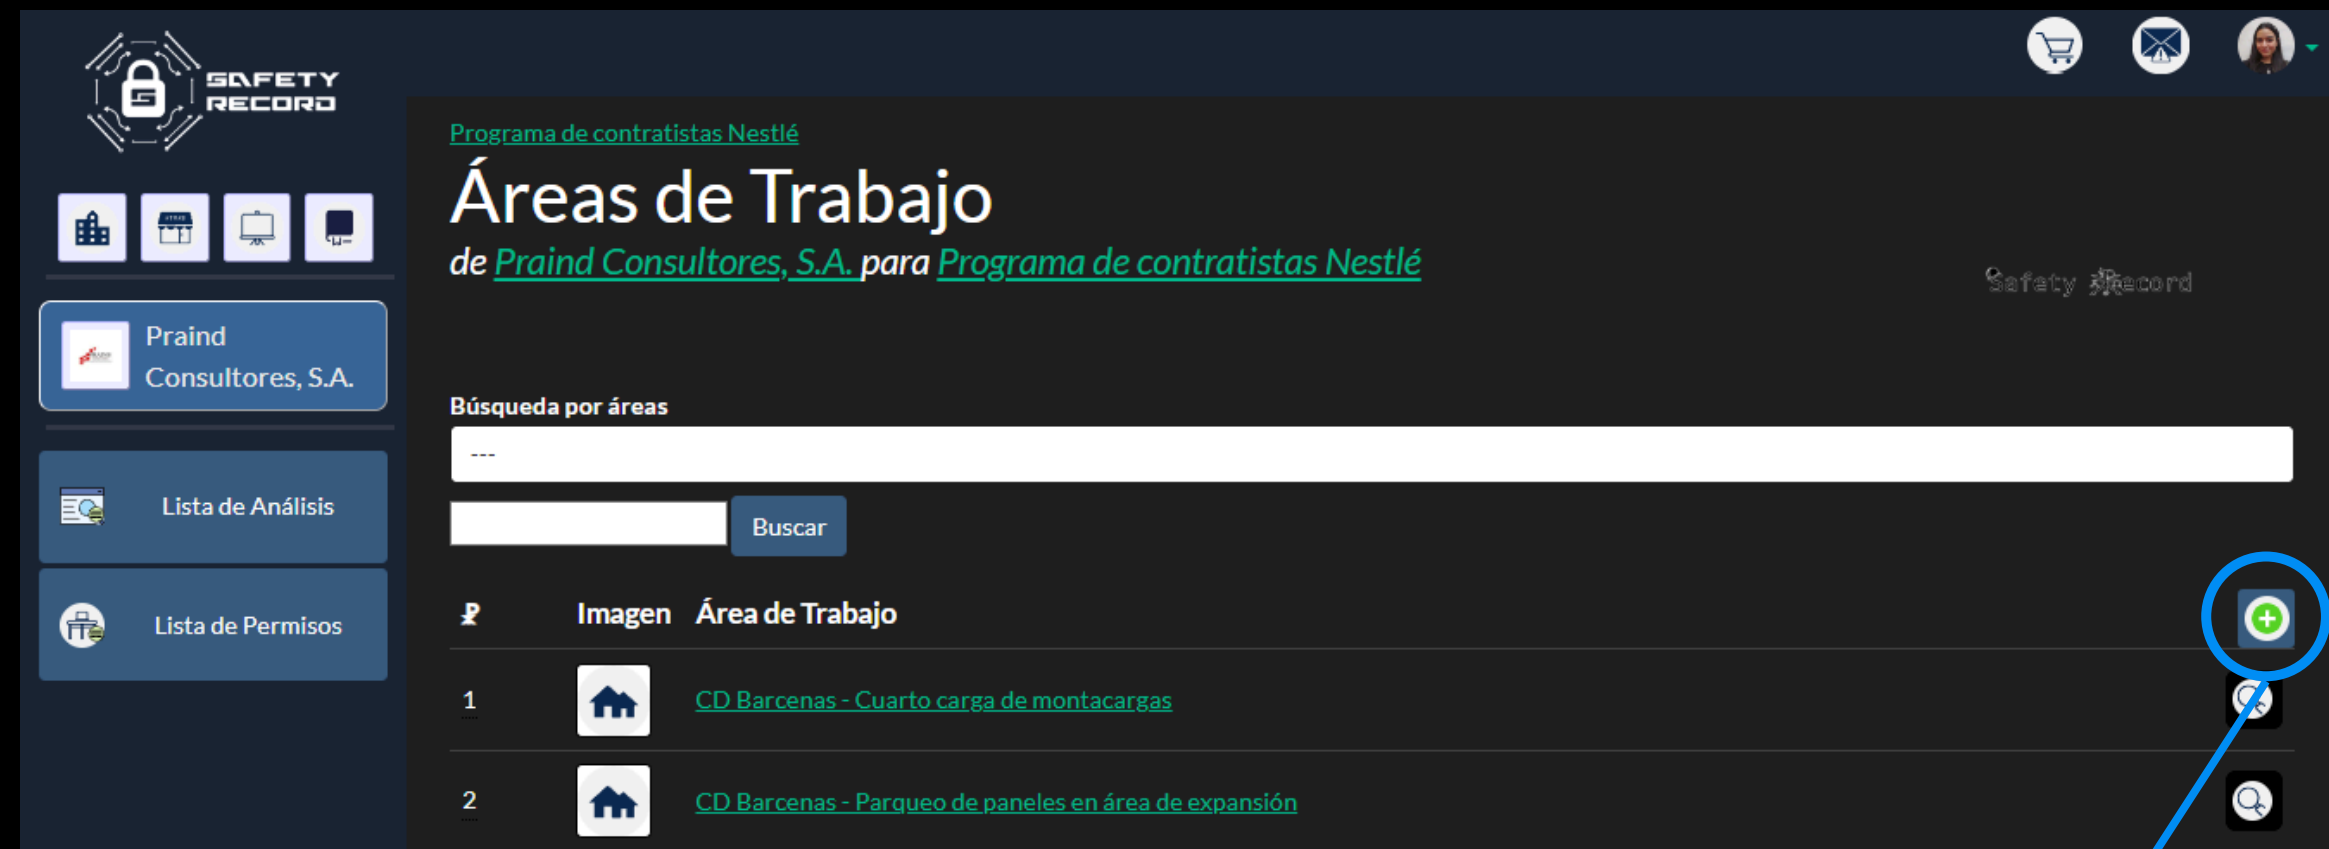 SAFETY
RECORD
Programa de contratistas Nestlé
Áreas de Trabajo
de Praind Consultores, S.A. para Programa de contratistas Nestlé
Safety Record
Praind
Consultores, S.A.
Búsqueda por áreas
---
Lista de Análisis
Buscar
Imagen Área de Trabajo
Lista de Permisos
1 CD Barcenas - Cuarto carga de montacargas
2 CD Barcenas - Parqueo de paneles en área de expansión